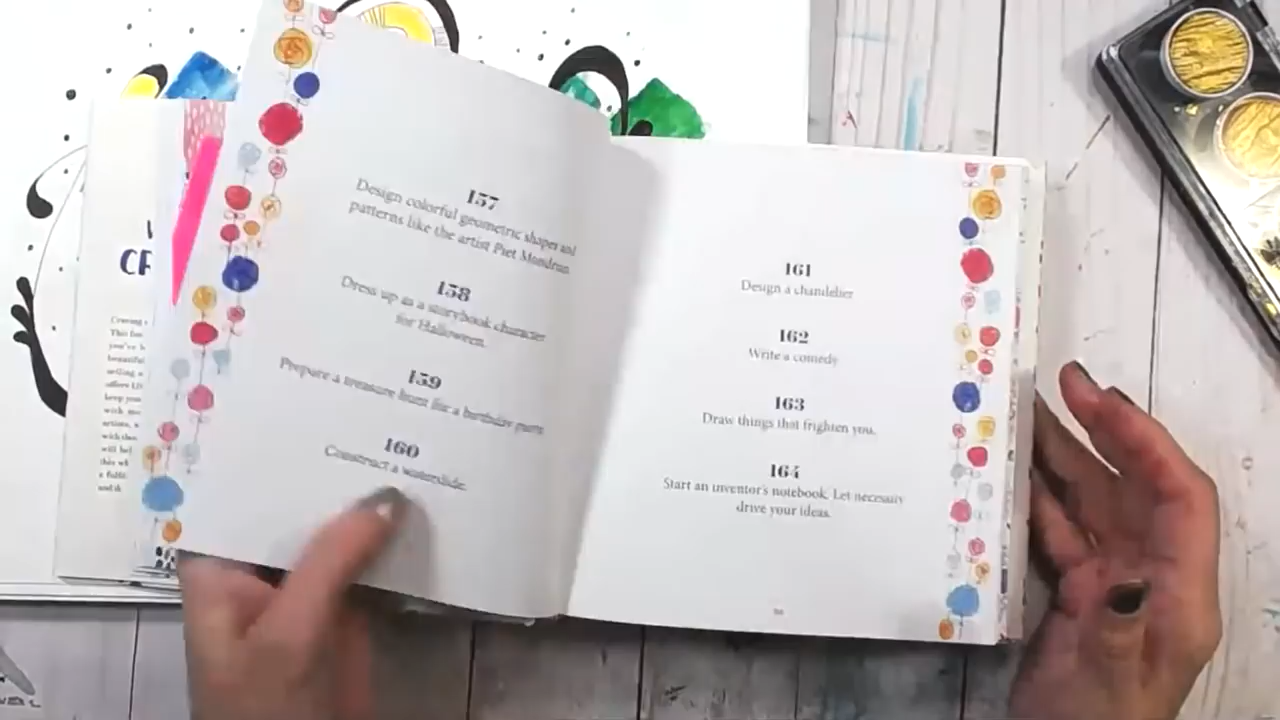 157
Design colorful geometric shapes and
patterns like the artist Piet Mondrian.
158
Dress up as a storybook character
for Halloween.
159
Prepare a treasure hunt for a birthday party.
160
Construct a waterslide.
161
Design a chandelier
162
Write a comedy
163
Draw things that frighten you.
164
Start an inventor's notebook. Let necessity
drive your ideas.